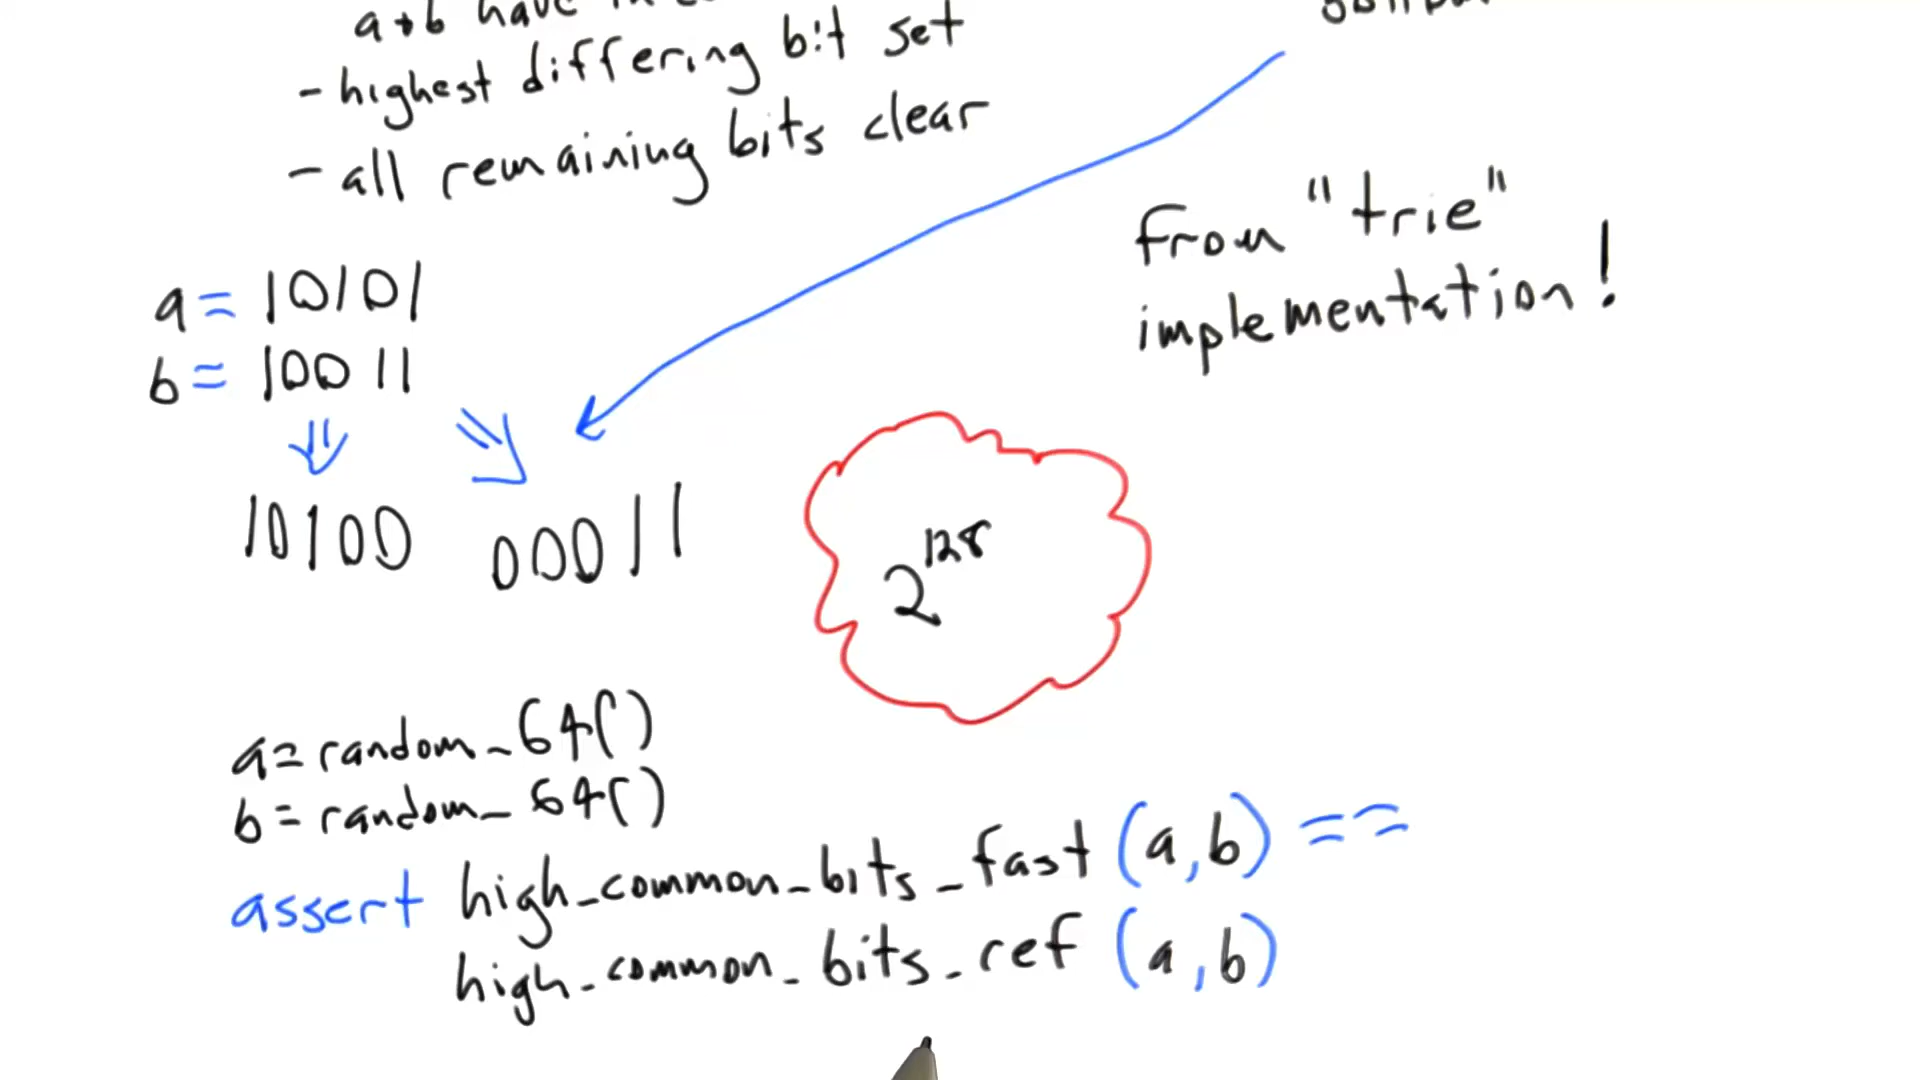 a+b have
- highest differing bit set
- all remaining bits clear
from "trie"
implementation!
a = 10101
b = 10011
10100 00011
2^128
a = random_64()
b = random_64()
assert high_common_bits_fast (a,b) ==
high_common_bits_ref (a,b)